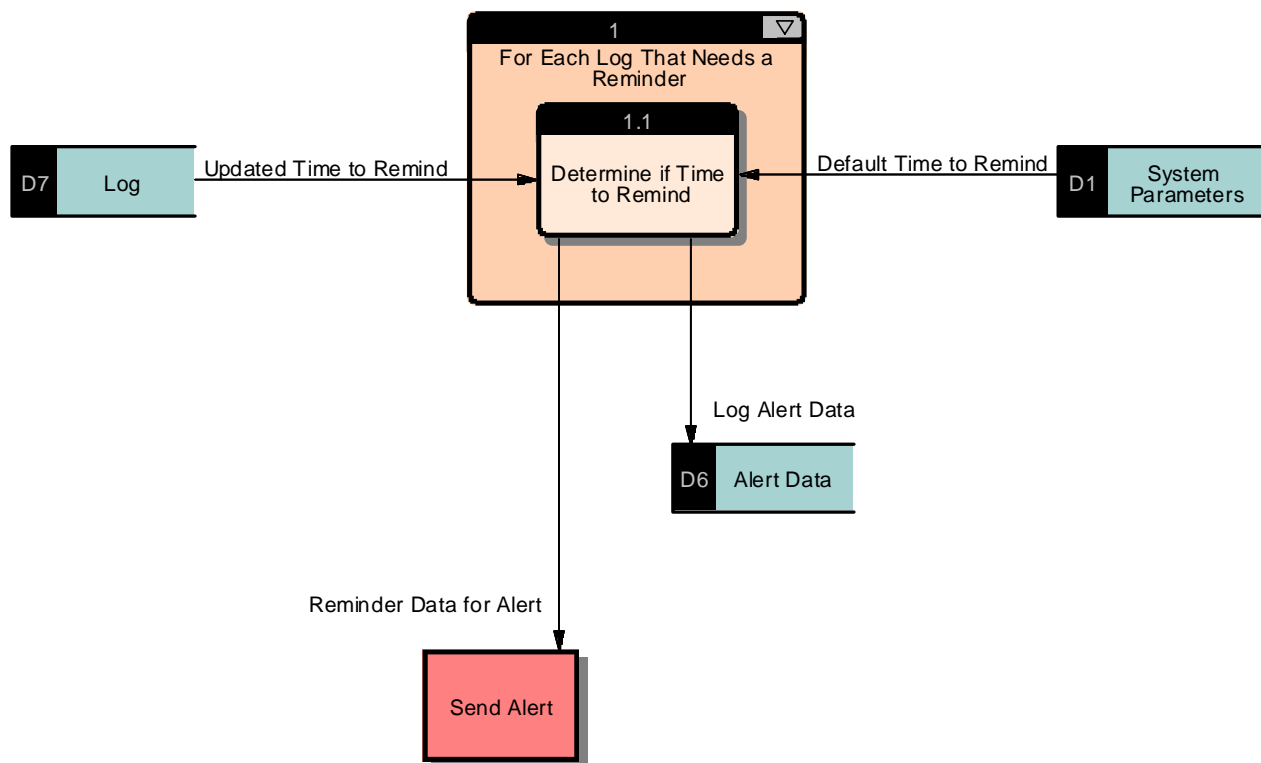 1
For Each Log That Needs a
Reminder
1.1
Determine if Time
to Remind
D7
Log
Updated Time to Remind
Default Time to Remind
D1
System
Parameters
Log Alert Data
D6
Alert Data
Reminder Data for Alert
Send Alert